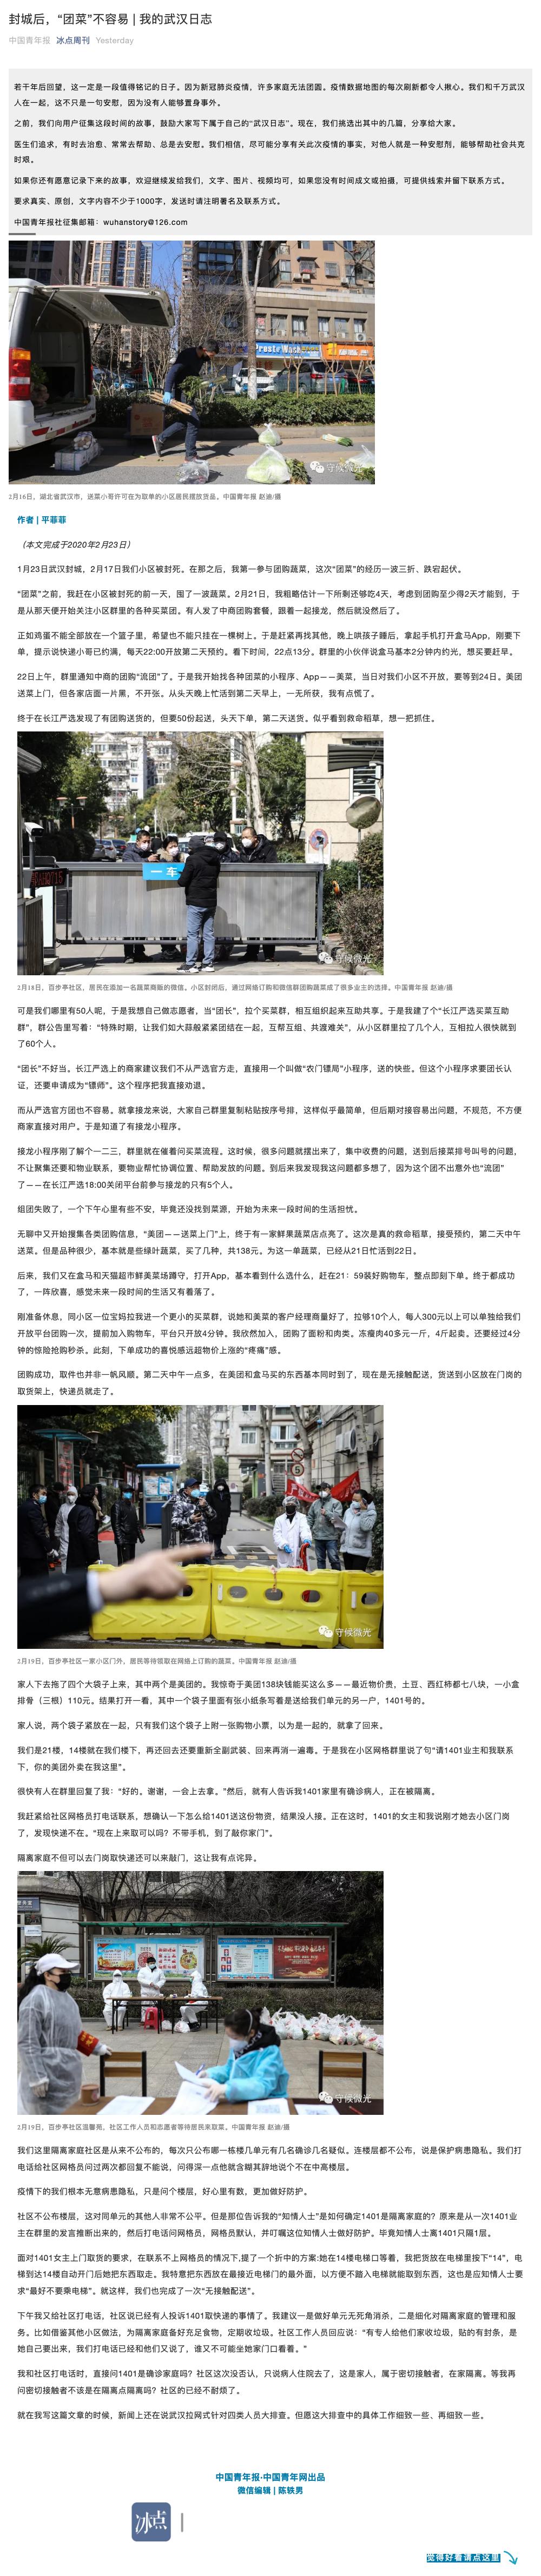 封城后，“团菜”不容易 | 我的武汉日志
中国青年报 冰点周刊 Yesterday
若干年后回望，这一定是一段值得铭记的日子。因为新冠肺炎疫情，许多家庭无法团圆。疫情数据地图的每次刷新都令人揪心。我们和千万武汉
人在一起，这不只是一句安慰，因为没有人能够置身事外。
之前，我们向用户征集这段时间的故事，鼓励大家写下属于自己的“武汉日志”。现在，我们挑选出其中的几篇，分享给大家。
医生们追求，有时去治愈、常常去帮助、总是去安慰。我们相信，尽可能分享有关此次疫情的事实，对他人就是一种安慰剂，能够帮助社会共克
时艰。
如果你还有愿意记录下来的故事，欢迎继续发给我们，文字、图片、视频均可，如果您没有时间成文或拍摄，可提供线索并留下联系方式。
要求真实、原创，文字内容不少于1000字，发送时请注明署名及联系方式。
中国青年报社征集邮箱：wuhanstory@126.com
守候微光
2月16日，湖北省武汉市，送菜小哥许可在为取单的小区居民摆放货品。中国青年报 赵迪/摄
作者 | 平菲菲
（本文完成于2020年2月23日）
1月23日武汉封城，2月17日我们小区被封死。在那之后，我第一参与团购蔬菜，这次“团菜”的经历一波三折、跌宕起伏。
“团菜”之前，我赶在小区被封死的前一天，囤了一波蔬菜。2月21日，我粗略估计一下所剩还够吃4天，考虑到团购至少得2天才能到，于
是从那天便开始关注小区群里的各种买菜团。有人发了中商团购套餐，跟着一起接龙，然后就没然后了。
正如鸡蛋不能全部放在一个篮子里，希望也不能只挂在一棵树上。于是赶紧再找其他，晚上哄孩子睡后，拿起手机打开盒马App，刚要下
单，提示说快递小哥已约满，每天22:00开放第二天预约。看下时间，22点13分。群里的小伙伴说盒马基本2分钟内约光，想买要赶早。
22日上午，群里通知中商的团购“流团”了。于是我开始找各种团菜的小程序、App——美菜，当日对我们小区不开放，要等到24日。美团
送菜上门，但各家店面一片黑，不开张。从头天晚上忙活到第二天早上，一无所获，我有点慌了。
终于在长江严选发现了有团购送货的，但要50份起送，头天下单，第二天送货。似乎看到救命稻草，想一把抓住。
一 车
守候微光
2月18日，百步亭社区，居民在添加一名蔬菜商贩的微信。小区封闭后，通过网络订购和微信群团购蔬菜成了很多业主的选择。中国青年报 赵迪/摄
可是我们哪里有50人呢，于是我想自己做志愿者，当“团长”，拉个买菜群，相互组织起来互助共享。于是我建了个“长江严选买菜互助
群”，群公告里写着：“特殊时期，让我们如大蒜般紧紧团结在一起，互帮互组、共渡难关”，从小区群里拉了几个人，互相拉人很快就到
了60个人。
“团长”不好当。长江严选上的商家建议我们不从严选官方走，直接用一个叫做“农门镖局”小程序，送的快些。但这个小程序求要团长认
证，还要申请成为“镖师”。这个程序把我直接劝退。
而从严选官方团也不容易。就拿接龙来说，大家自己群里复制粘贴按序号排，这样似乎最简单，但后期对接容易出问题，不规范，不方便
商家直接对用户。于是知道了有接龙小程序。
接龙小程序刚了解个一二三，群里就在催着问买菜流程。这时候，很多问题就摆出来了，集中收费的问题，送到后接菜排号叫号的问题，
不让聚集还要和物业联系，要物业帮忙协调位置、帮助发放的问题。到后来我发现我这问题都多想了，因为这个团不出意外也“流团”
了——在长江严选18:00关闭平台前参与接龙的只有5个人。
组团失败了，一个下午心里有些不安，毕竟还没找到菜源，开始为未来一段时间的生活担忧。
无聊中又开始搜集各类团购信息，“美团——送菜上门”上，终于有一家鲜果蔬菜店点亮了。这次是真的救命稻草，接受预约，第二天中午
送菜。但是品种很少，基本就是些绿叶蔬菜，买了几种，共138元。为这一单蔬菜，已经从21日忙活到22日。
后来，我们又在盒马和天猫超市鲜美菜场蹲守，打开App，基本看到什么选什么，赶在21：59装好购物车，整点即刻下单。终于都成功
了，一阵欣喜，感觉未来一段时间的生活又有着落了。
刚准备休息，同小区一位宝妈拉我进一个更小的买菜群，说她和美菜的客户经理商量好了，拉够10个人，每人300元以上可以单独给我们
开放平台团购一次，提前加入购物车，平台只开放4分钟。我欣然加入，团购了面粉和肉类。冻瘦肉40多元一斤，4斤起卖。还要经过4分
钟的惊险抢购秒杀。此刻，下单成功的喜悦感远超物价上涨的“疼痛”感。
团购成功，取件也并非一帆风顺。第二天中午一点多，在美团和盒马买的东西基本同时到了，现在是无接触配送，货送到小区放在门岗的
取货架上，快递员就走了。
守候微光
2月19日，百步亭社区一家小区门外，居民等待领取在网络上订购的蔬菜。中国青年报 赵迪/摄
家人下去拖了四个大袋子上来，其中两个是美团的。我惊奇于美团138块钱能买这么多——最近物价贵，土豆、西红柿都七八块，一小盒
排骨（三根）110元。结果打开一看，其中一个袋子里面有张小纸条写着是送给我们单元的另一户，1401号的。
家人说，两个袋子紧放在一起，只有我们这个袋子上附一张购物小票，以为是一起的，就拿了回来。
我们是21楼，14楼就在我们楼下，再还回去还要重新全副武装、回来再消一遍毒。于是我在小区网格群里说了句“请1401业主和我联系
下，你的美团外卖在我这里”。
很快有人在群里回复了我：“好的。谢谢，一会上去拿。”然后，就有人告诉我1401家里有确诊病人，正在被隔离。
我赶紧给社区网格员打电话联系，想确认一下怎么给1401送这份物资，结果没人接。正在这时，1401的女主和我说刚才她去小区门岗
了，发现快递不在。“现在上来取可以吗？不带手机，到了敲你家门”。
隔离家庭不但可以去门岗取快递还可以来敲门，这让我有点诧异。
守候微光
2月19日，百步亭社区温馨苑，社区工作人员和志愿者等待居民来取菜。中国青年报 赵迪/摄
我们这里隔离家庭社区是从来不公布的，每次只公布哪一栋楼几单元有几名确诊几名疑似。连楼层都不公布，说是保护病患隐私。我们打
电话给社区网格员问过两次都回复不能说，问得深一点他就含糊其辞地说个不在中高楼层。
疫情下的我们根本无意病患隐私，只是问个楼层，好心里有数，更加做好防护。
社区不公布楼层，这对同单元的其他人非常不公平。但是那位告诉我的“知情人士”是如何确定1401是隔离家庭的？原来是从一次1401业
主在群里的发言推断出来的，然后打电话问网格员，网格员默认，并叮嘱这位知情人士做好防护。毕竟知情人士离1401只隔1层。
面对1401女主上门取货的要求，在联系不上网格员的情况下,提了一个折中的方案:她在14楼电梯口等着，我把货放在电梯里按下“14”，电
梯到达14楼自动开门后她把东西取走。我特意把东西放在最接近电梯门的最外面，以方便不踏入电梯就能取到东西，这也是应知情人士要
求“最好不要乘电梯”。就这样，我们也完成了一次“无接触配送”。
下午我又给社区打电话，社区说已经有人投诉1401取快递的事情了。我建议一是做好单元无死角消杀，二是细化对隔离家庭的管理和服
务。比如借鉴其他小区做法，为隔离家庭备好充足食物，定期收垃圾。社区工作人员回应说：“有专人给他们家收垃圾，贴的有封条，是
她自己要出来，我们打电话已经和他们又说了，谁又不可能坐她家门口看着。”
我和社区打电话时，直接问1401是确诊家庭吗？社区这次没否认，只说病人住院去了，这是家人，属于密切接触者，在家隔离。等我再
问密切接触者不该是在隔离点隔离吗？社区的已经不耐烦了。
就在我写这篇文章的时候，新闻上还在说武汉拉网式针对四类人员大排查。但愿这大排查中的具体工作细致一些、再细致一些。
中国青年报·中国青年网出品
微信编辑 | 陈轶男
冰点
觉得好看请点这里